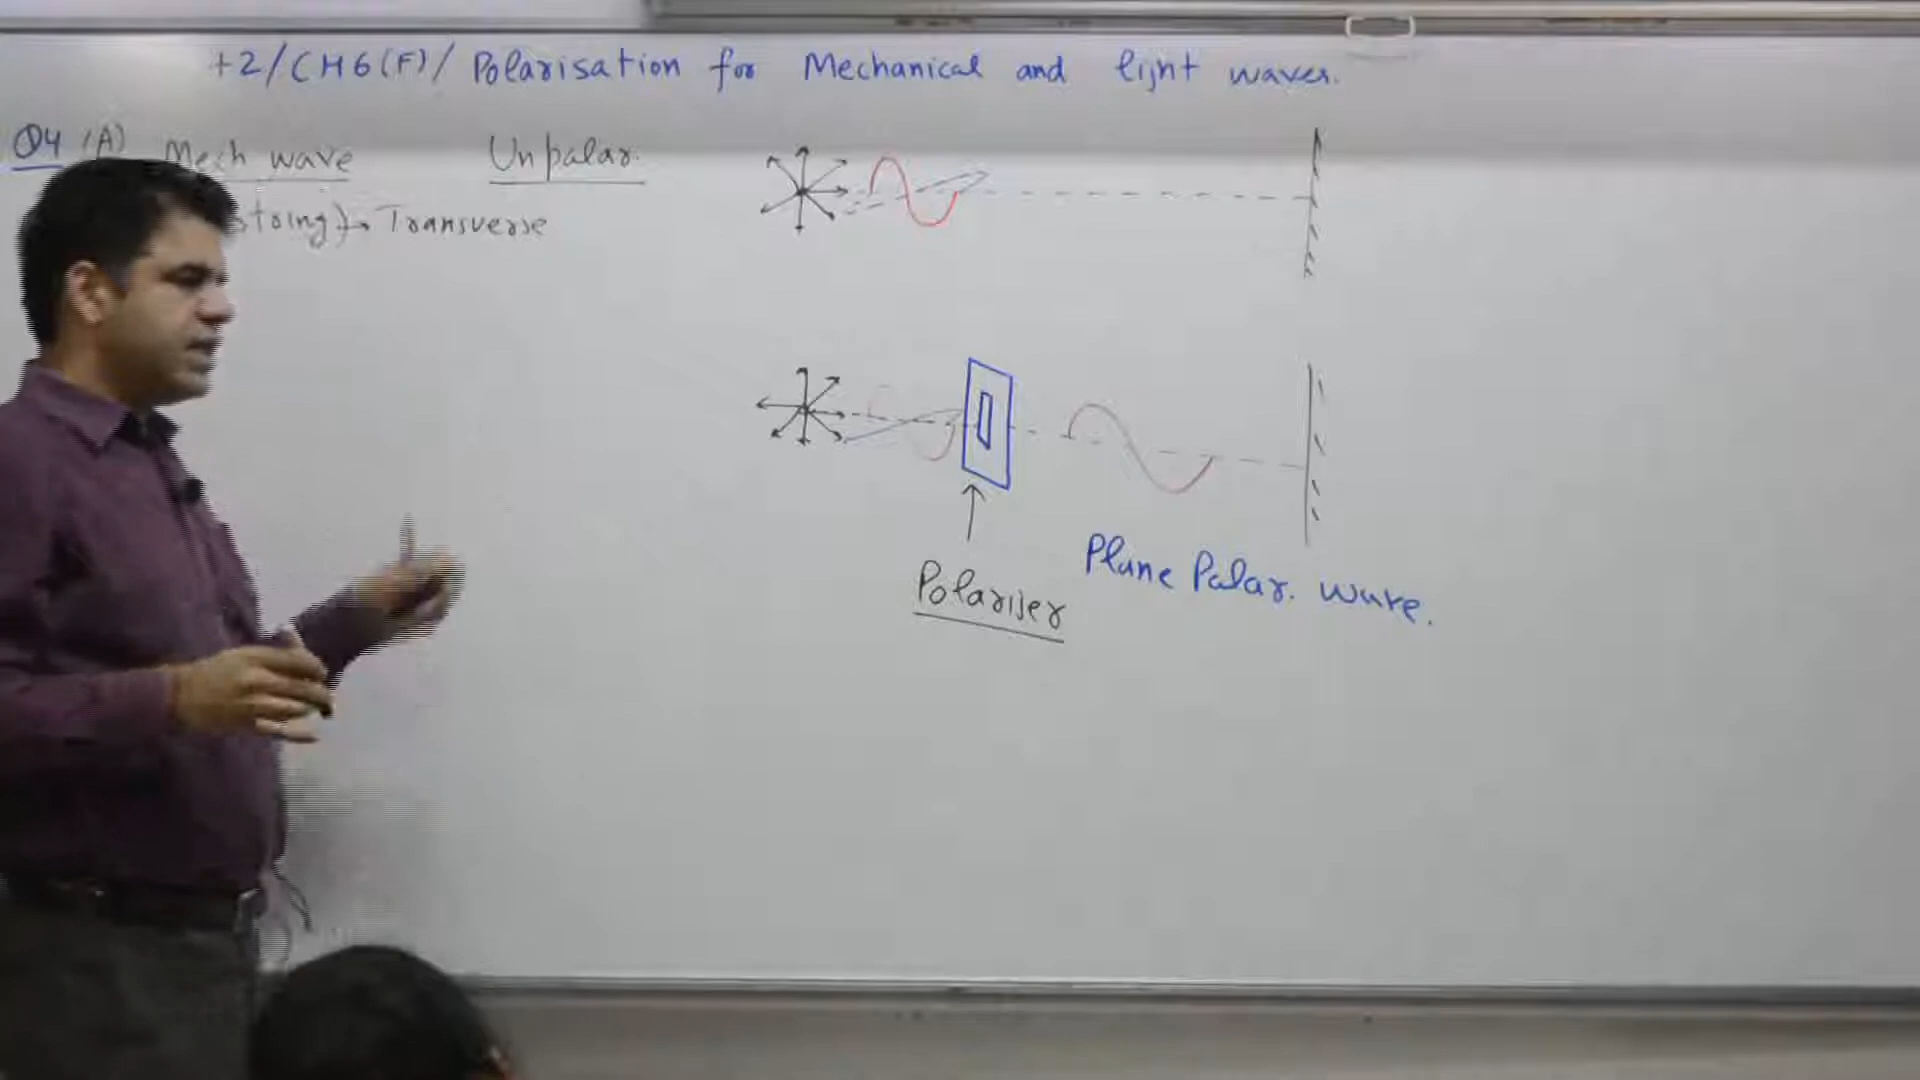 +2/CH6(F)/ Polarisation for Mechanical and light waves.
Q4 (A) Mech wave Unpolar.
string) → Transverse
Polariser
Plane Polar. wave.